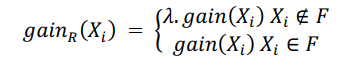 gain_R(X_i) = {λ. gain(X_i) X_i ∉ F
gain(X_i) X_i ∈ F